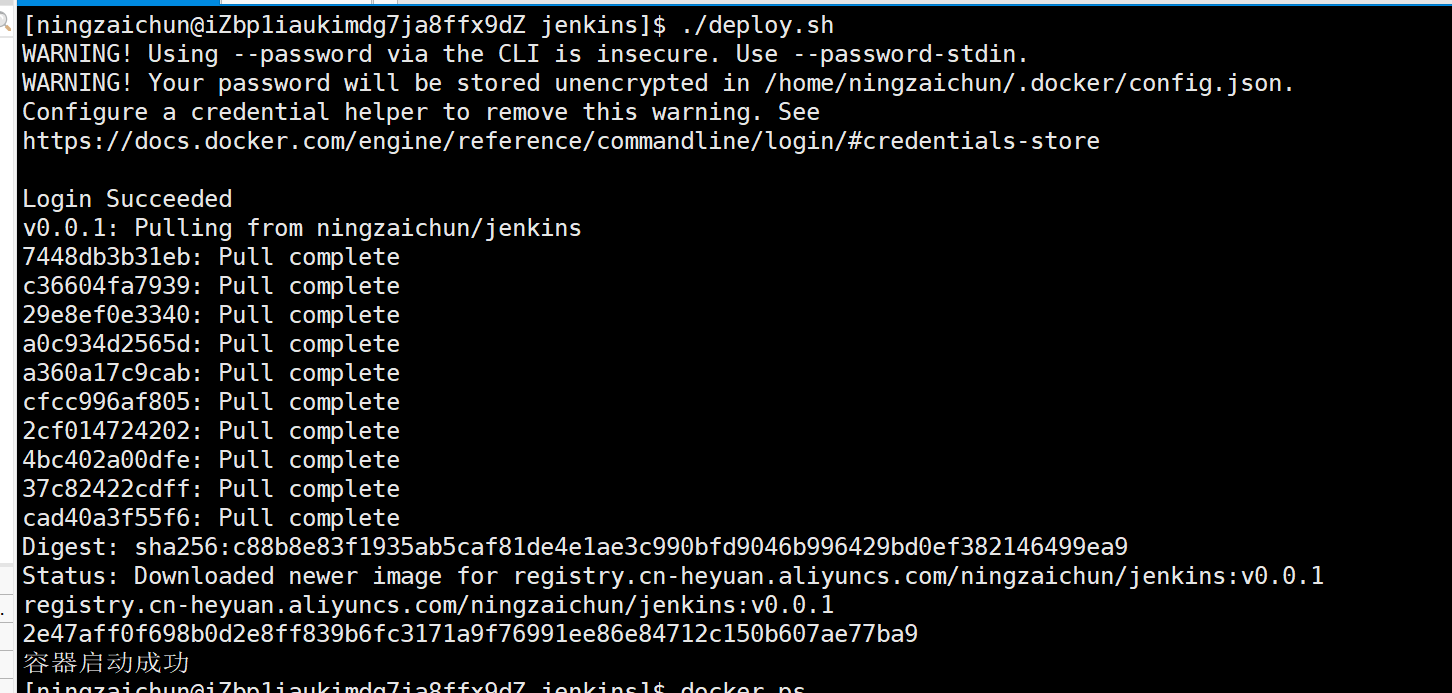 [ningzaichun@iZbp1iaukimdg7ja8ffx9dZ jenkins]$ ./deploy.sh
WARNING! Using --password via the CLI is insecure. Use --password-stdin.
WARNING! Your password will be stored unencrypted in /home/ningzaichun/.docker/config.json.
Configure a credential helper to remove this warning. See
https://docs.docker.com/engine/reference/commandline/login/#credentials-store
Login Succeeded
v0.0.1: Pulling from ningzaichun/jenkins
7448db3b31eb: Pull complete
c36604fa7939: Pull complete
29e8ef0e3340: Pull complete
a0c934d2565d: Pull complete
a360a17c9cab: Pull complete
cfcc996af805: Pull complete
2cf014724202: Pull complete
4bc402a00dfe: Pull complete
37c82422cdff: Pull complete
cad40a3f55f6: Pull complete
Digest: sha256:c88b8e83f1935ab5caf81de4e1ae3c990bfd9046b996429bd0ef382146499ea9
Status: Downloaded newer image for registry.cn-heyuan.aliyuncs.com/ningzaichun/jenkins:v0.0.1
registry.cn-heyuan.aliyuncs.com/ningzaichun/jenkins:v0.0.1
2e47aff0f698b0d2e8ff839b6fc3171a9f76991ee86e84712c150b607ae77ba9
容器启动成功
[ningzaichun@iZbp1iaukimdg7ja8ffx9dZ jenkins]$ docker ps